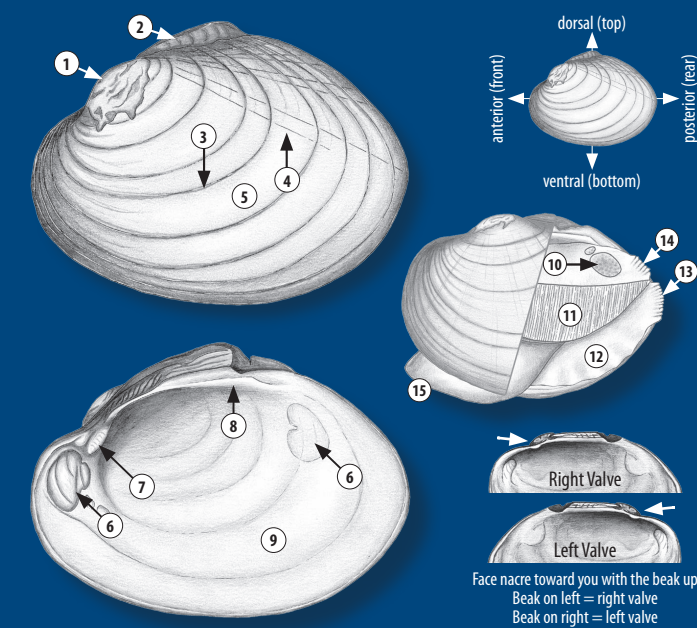 1
2
3
4
5
dorsal (top)
anterior (front)
posterior (rear)
ventral (bottom)
10
11
12
13
14
15
6
7
8
6
9
Right Valve
Left Valve
Face nacre toward you with the beak up
Beak on left = right valve
Beak on right = left valve